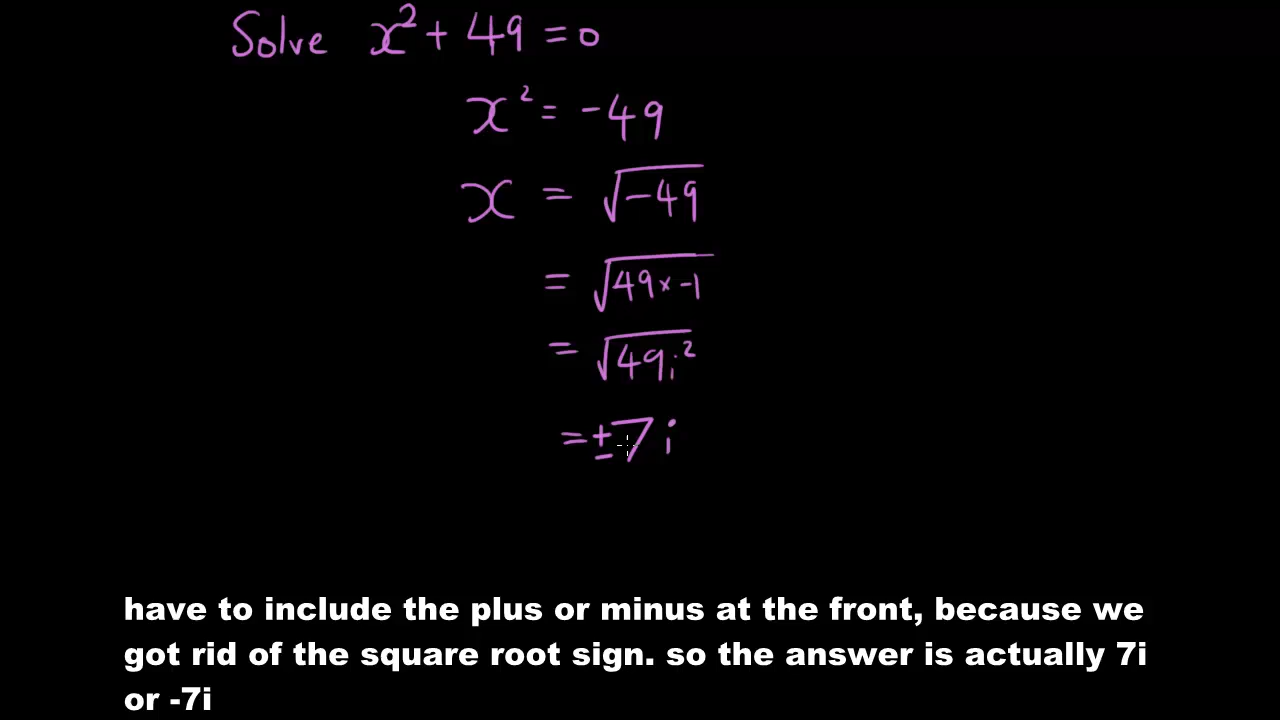 Solve x² + 49 = 0
x² = -49
x = √-49
= √49 × -1
= √49i²
= ±7i
have to include the plus or minus at the front, because we
got rid of the square root sign. so the answer is actually 7i
or -7i